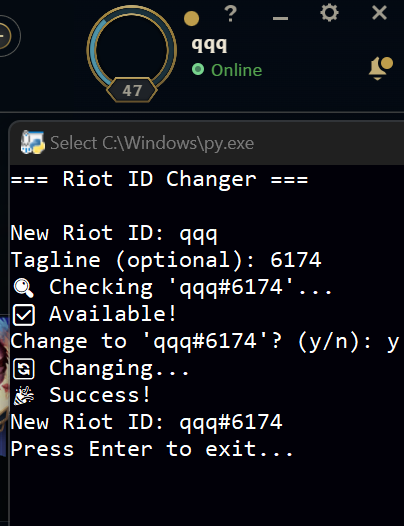 ?
qqq
Online
47
Select C:\Windows\py.exe
=== Riot ID Changer ===
New Riot ID: qqq
Tagline (optional): 6174
🔍 Checking 'qqq#6174'...
☑ Available!
Change to 'qqq#6174'? (y/n): y
🔄 Changing...
🎉 Success!
New Riot ID: qqq#6174
Press Enter to exit...